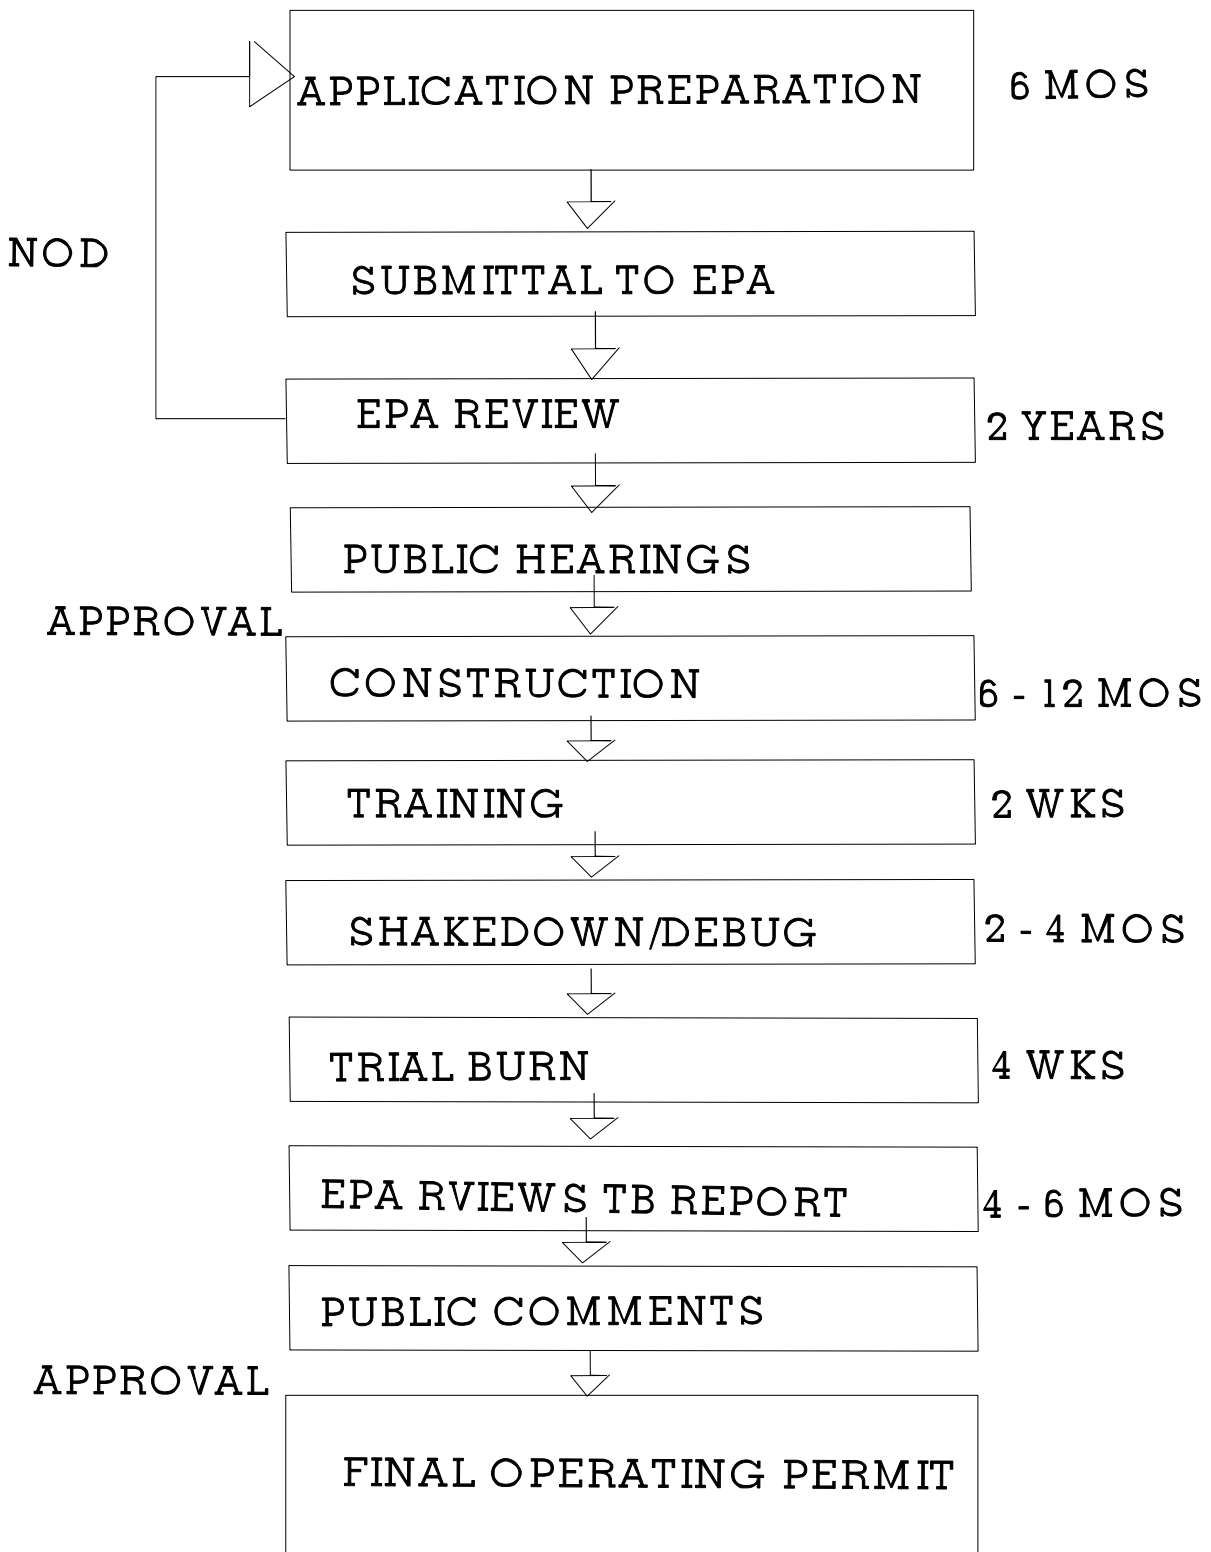 APPLICATION PREPARATION
6 MOS
NOD
SUBMITTAL TO EPA
EPA REVIEW
2 YEARS
PUBLIC HEARINGS
APPROVAL
CONSTRUCTION
6 - 12 MOS
TRAINING
2 WKS
SHAKEDOWN/DEBUG
2 - 4 MOS
TRIAL BURN
4 WKS
EPA RVIEWS TB REPORT
4 - 6 MOS
PUBLIC COMMENTS
APPROVAL
FINAL OPERATING PERMIT